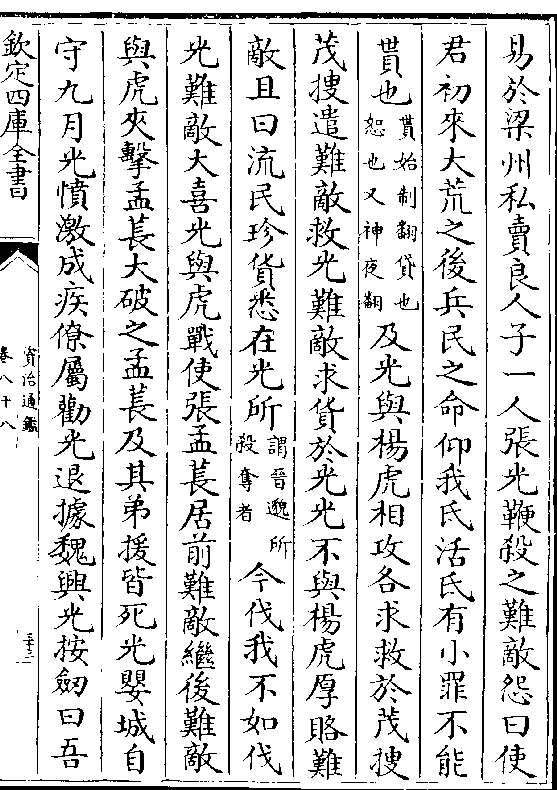 易於梁州私賣良人子一人張光鞭殺之難敵怨曰使
君初來大荒之後兵民之命仰我氐活氐有小罪不能
貰也貰始制翻貸也恕也又神夜翻及光與楊虎相攻各求救於茂搜
茂搜遣難敵救光難敵求貨於光光不與楊虎厚賂難
敵且曰流民珍貨悉在光所謂晉邈所殺奪者今伐我不如伐
光難敵大喜光與虎戰使張孟萇居前難敵繼後難敵
與虎夾擊孟萇大破之孟萇及其弟援皆死光嬰城自
守九月光憤激成疾僚屬勸光退據魏興光按劒曰吾
欽定四庫全書
資治通鑑
卷八十八
三十三